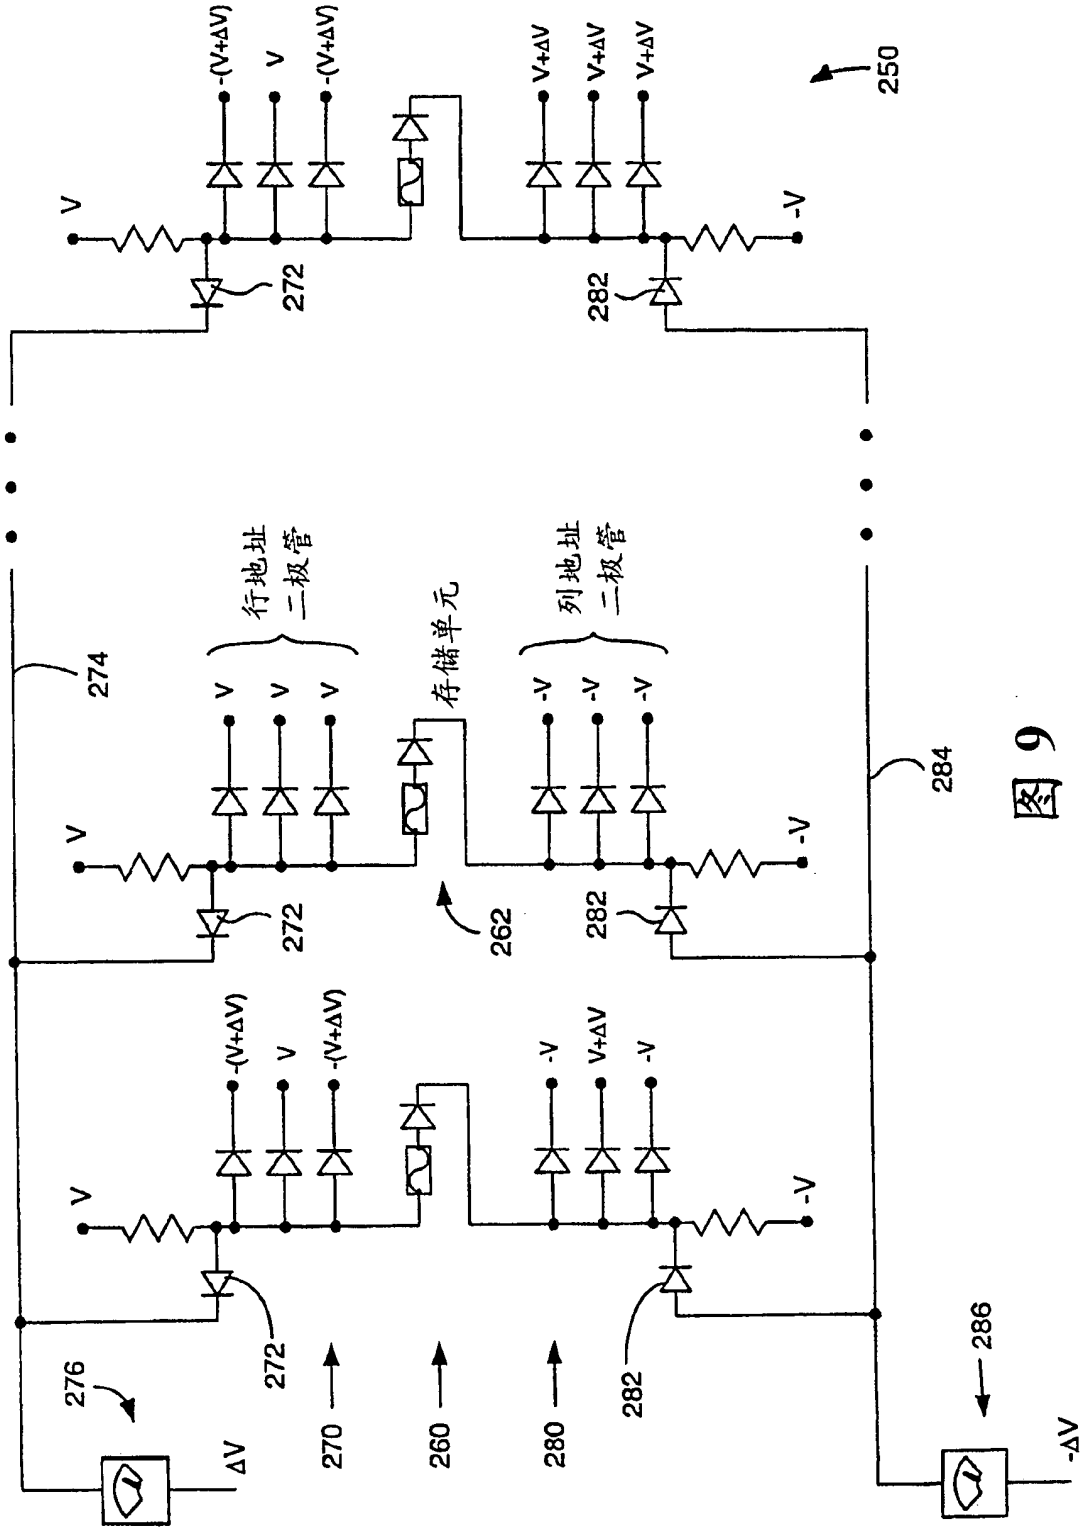 276
V
V
V
274
ΔV
-(V+ΔV)
V
-(V+ΔV)
行地址
二极管
272
V
272
V
272
V
270
-(V+ΔV)
V
-(V+ΔV)
260
存储单元
262
280
-V
-V
V+ΔV
列地址
二极管
V+ΔV
282
-V
282
V+ΔV
282
-V
-V
V+ΔV
-V
-V
-V
250
284
286
图 9
-ΔV